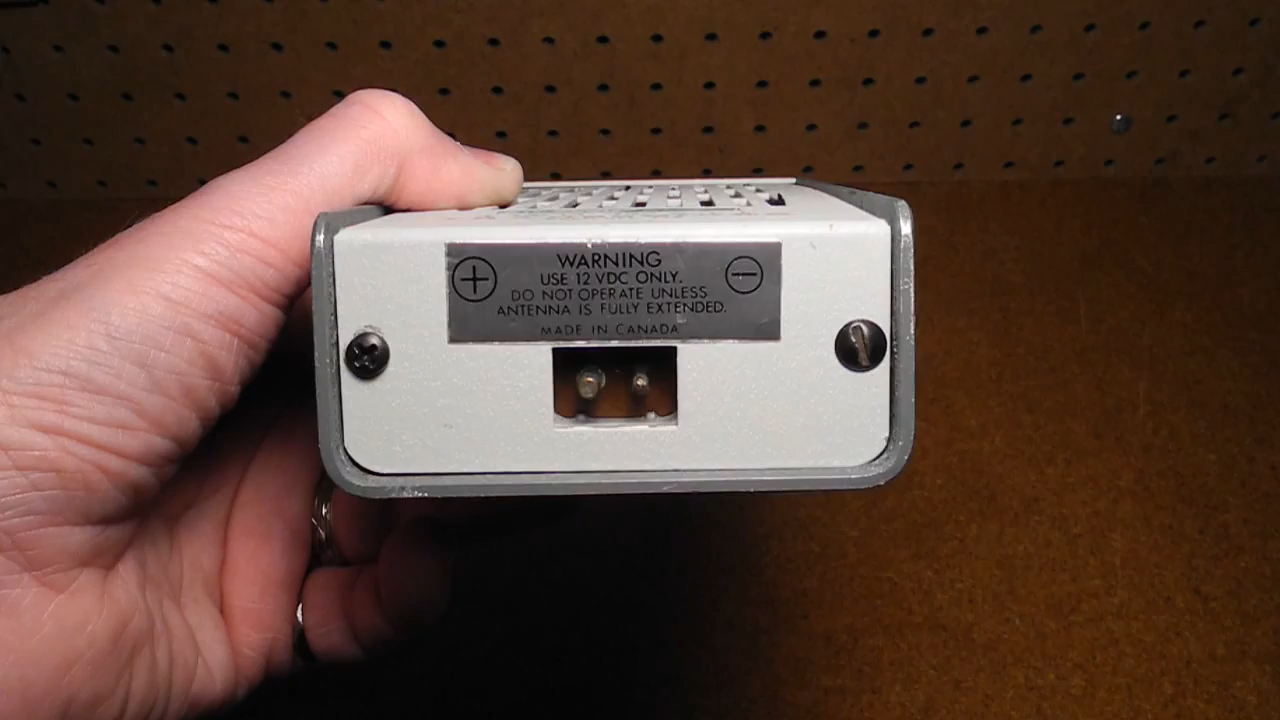 WARNING
+ USE 12 VDC ONLY. −
DO NOT OPERATE UNLESS
ANTENNA IS FULLY EXTENDED.
MADE IN CANADA